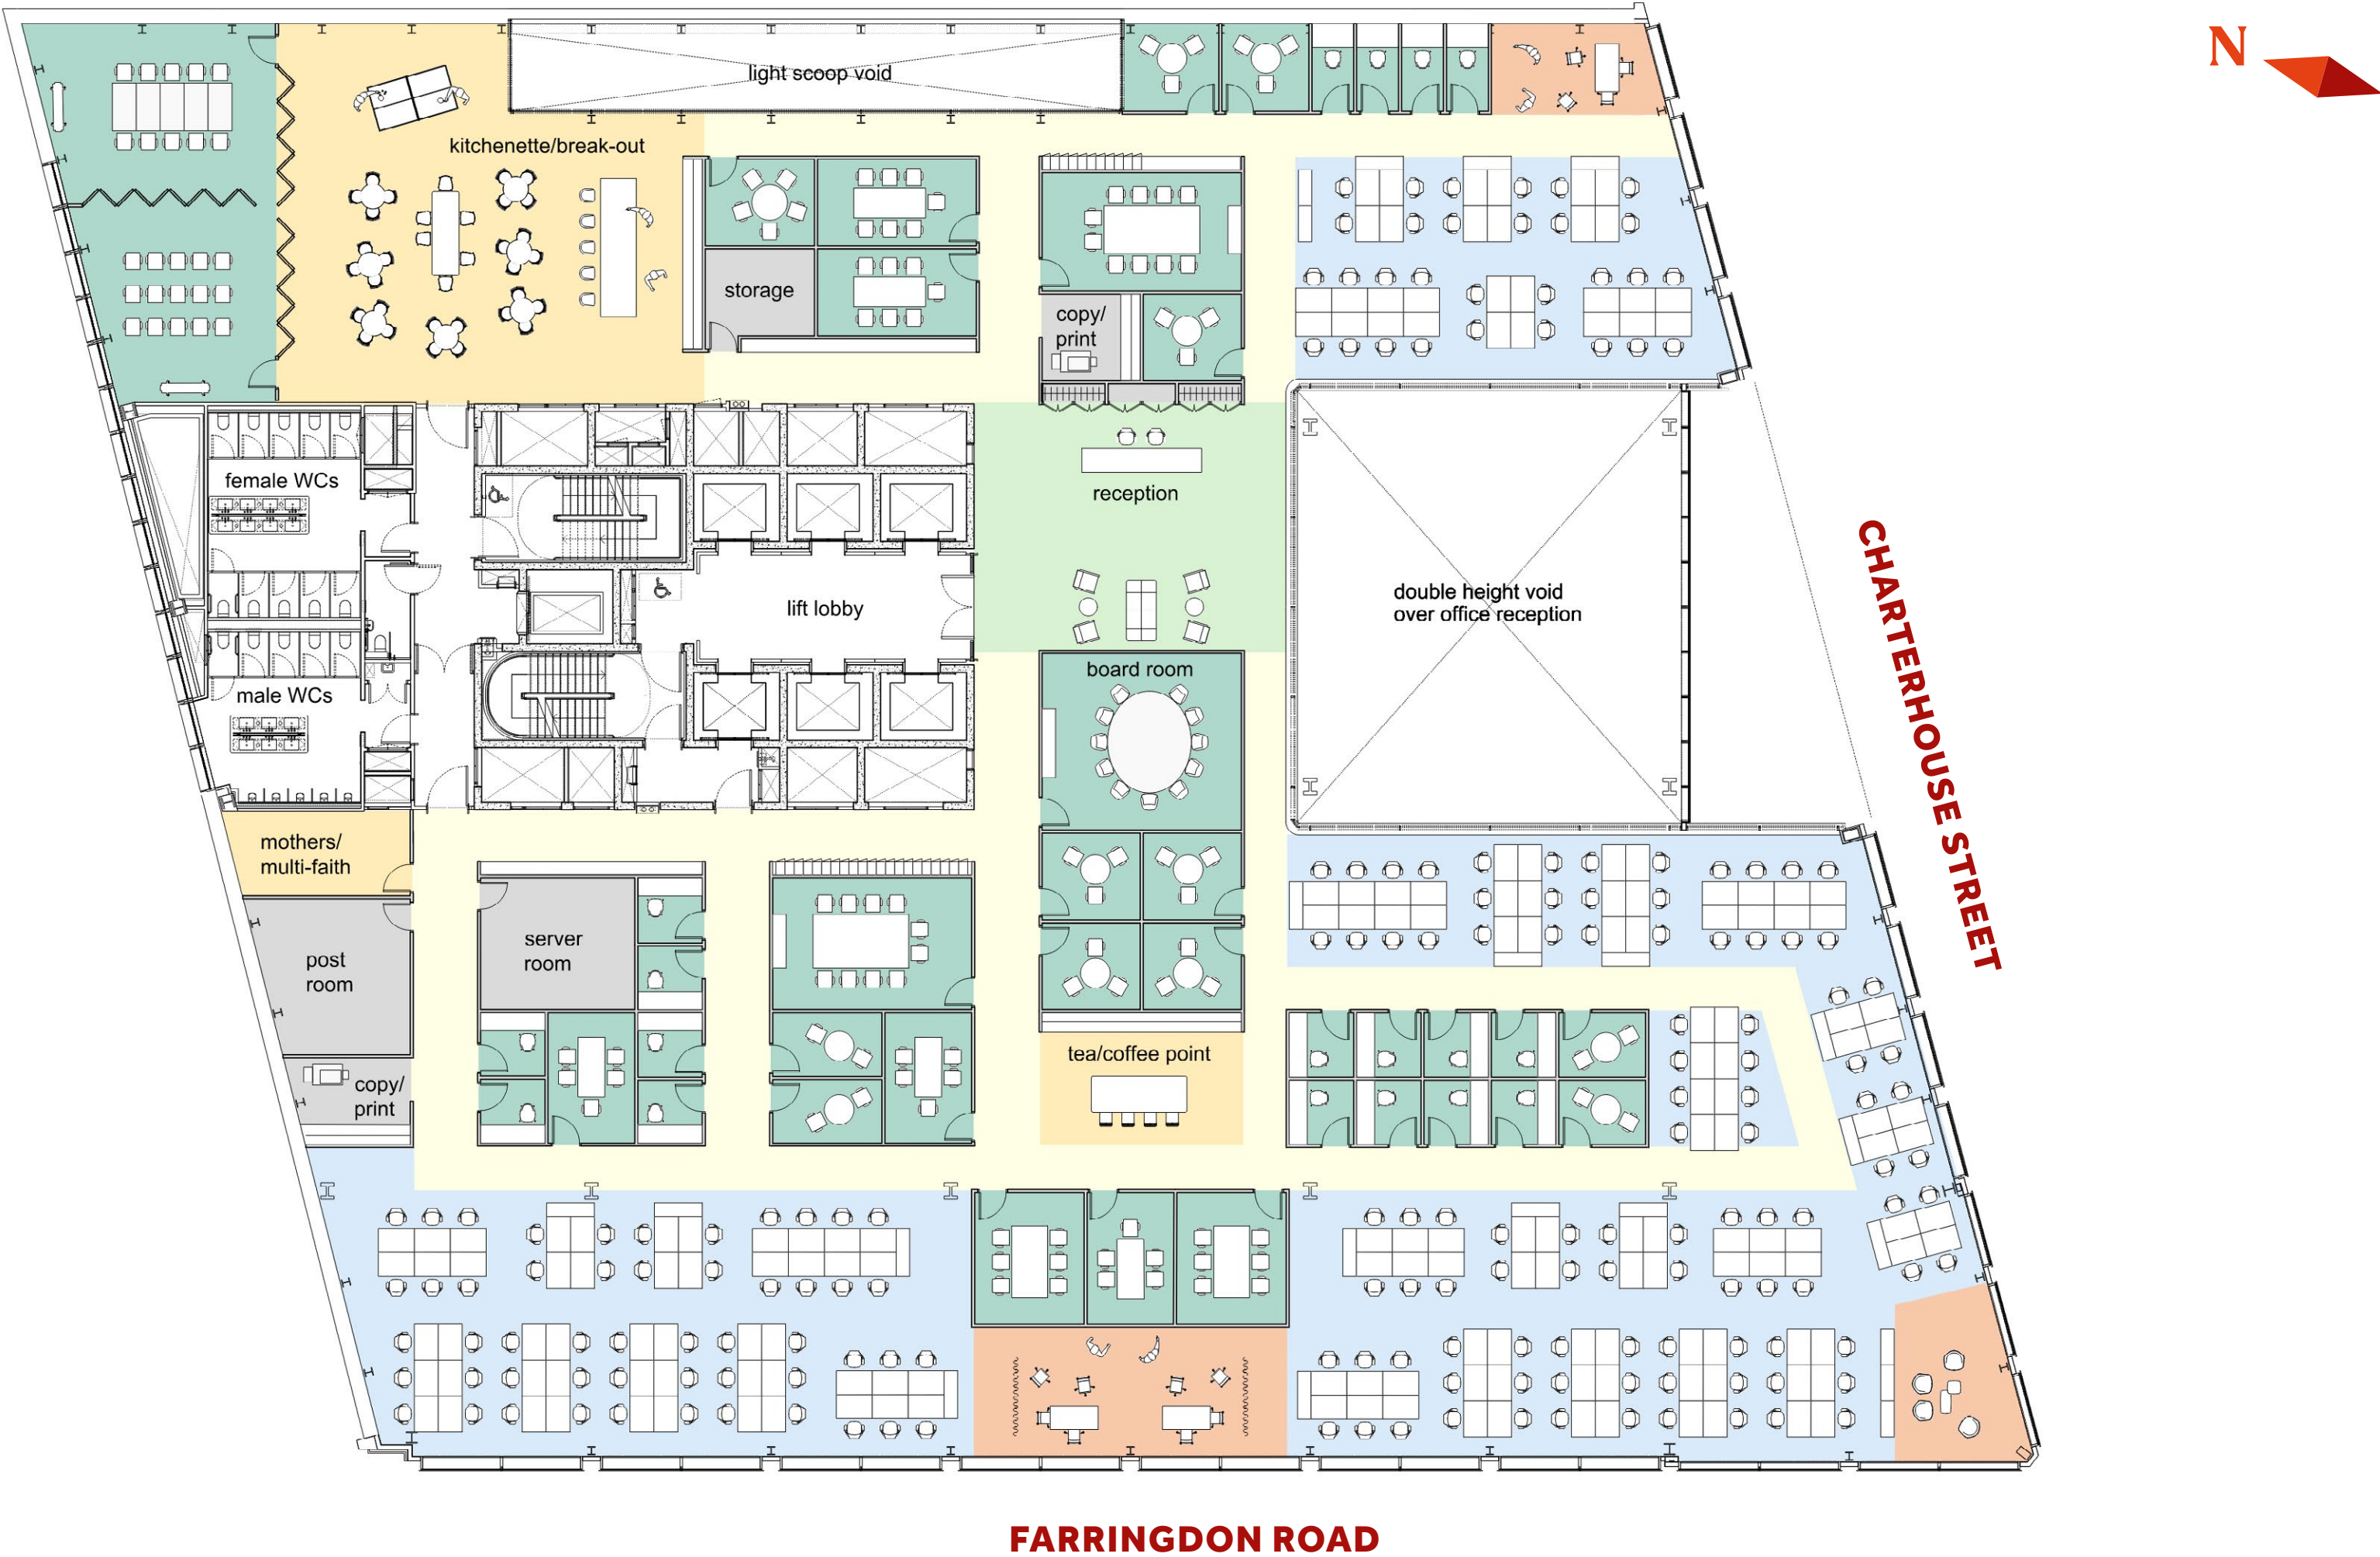 N
light scoop void
kitchenette/break-out
storage
copy/
print
female WCs
reception
lift lobby
double height void
over office reception
CHARTERHOUSE STREET
board room
male WCs
mothers/
multi-faith
server
room
post
room
tea/coffee point
copy/
print
FARRINGDON ROAD